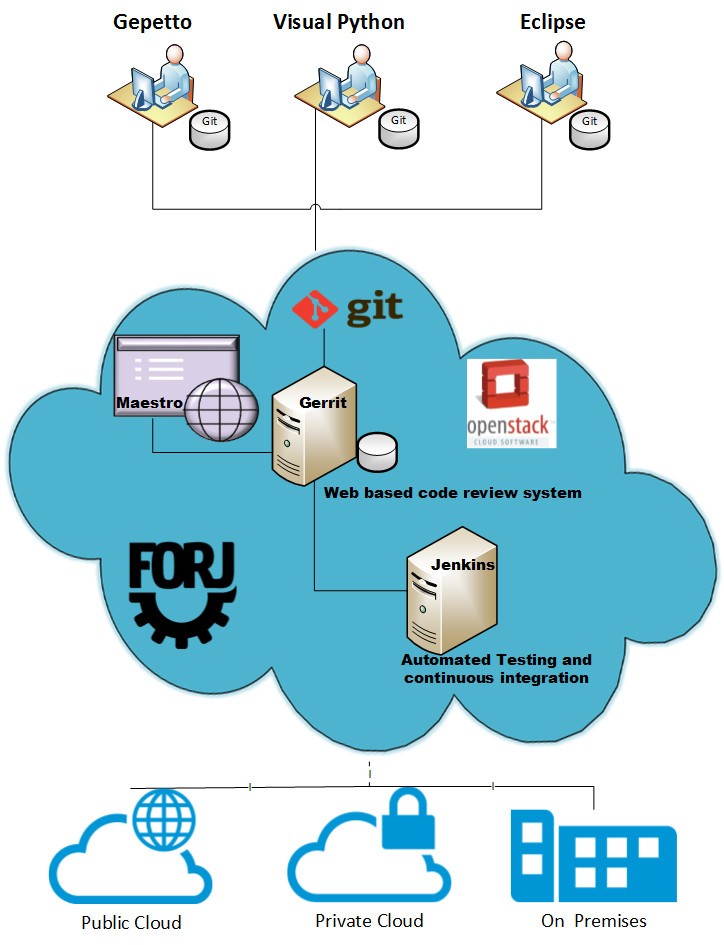 Gepetto
Visual Python
Eclipse
Git
Git
Git
git
Maestro
Gerrit
openstack
CLOUD SOFTWARE
Web based code review system
FORJ
Jenkins
Automated Testing and
continuous integration
Public Cloud
Private Cloud
On Premises